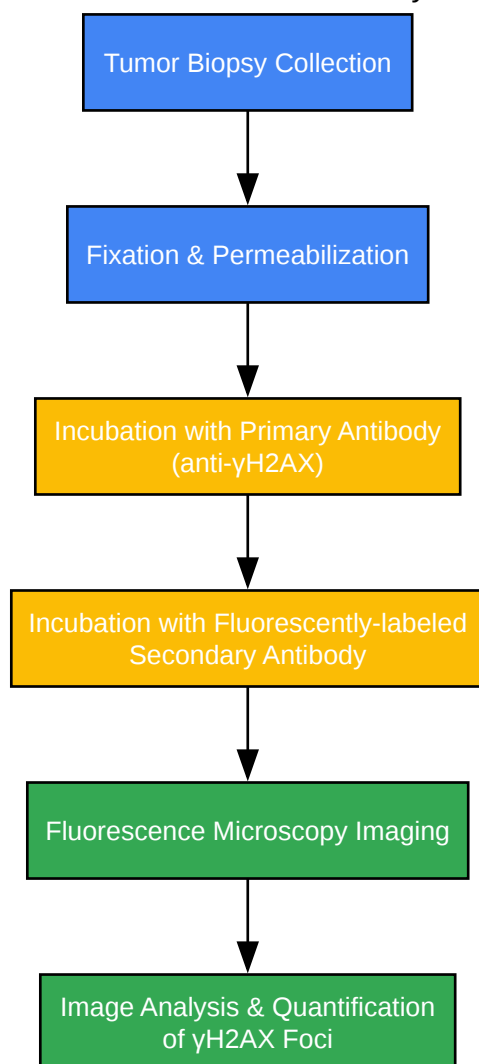 Tumor Biopsy Collection
Fixation & Permeabilization
Incubation with Primary Antibody
(anti-γH2AX)
Incubation with Fluorescently-labeled
Secondary Antibody
Fluorescence Microscopy Imaging
Image Analysis & Quantification
of γH2AX Foci